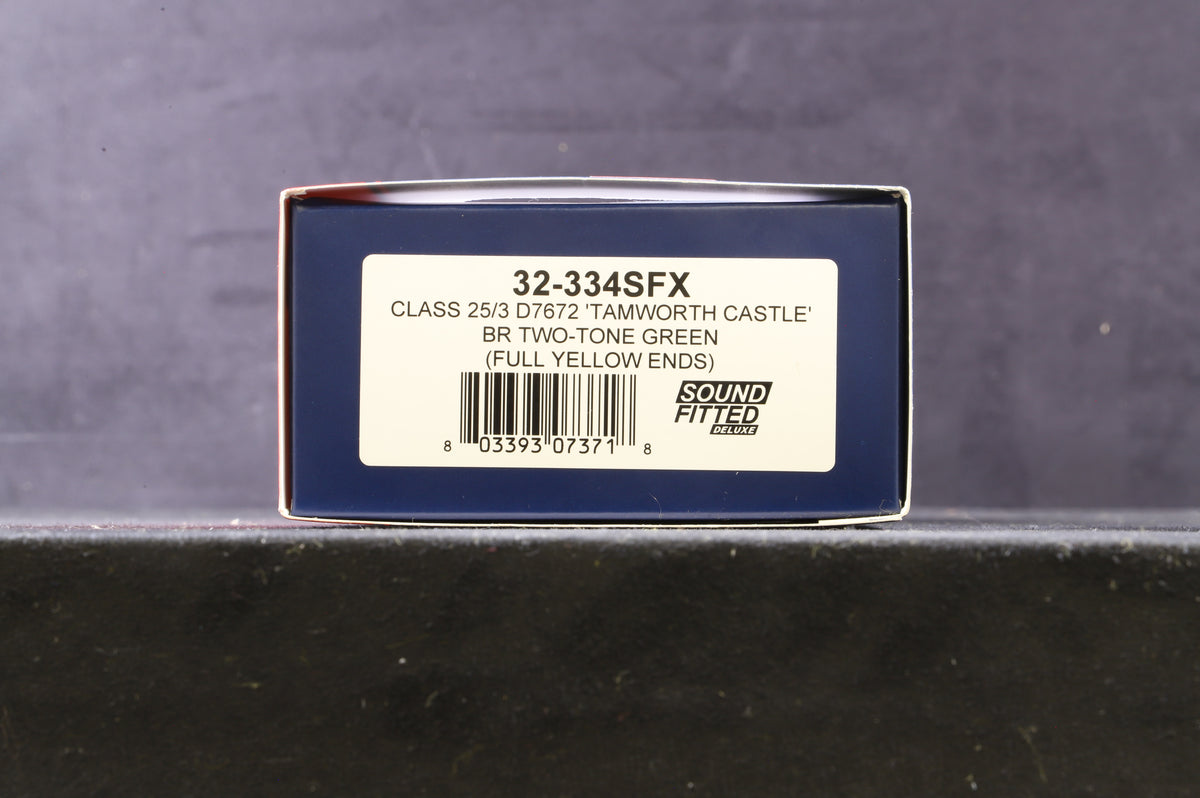 32-334SFX
CLASS 25/3 D7672 'TAMWORTH CASTLE'
BR TWO-TONE GREEN
(FULL YELLOW ENDS)
SOUND
FITTED
DELUXE
8 03393 07371 8